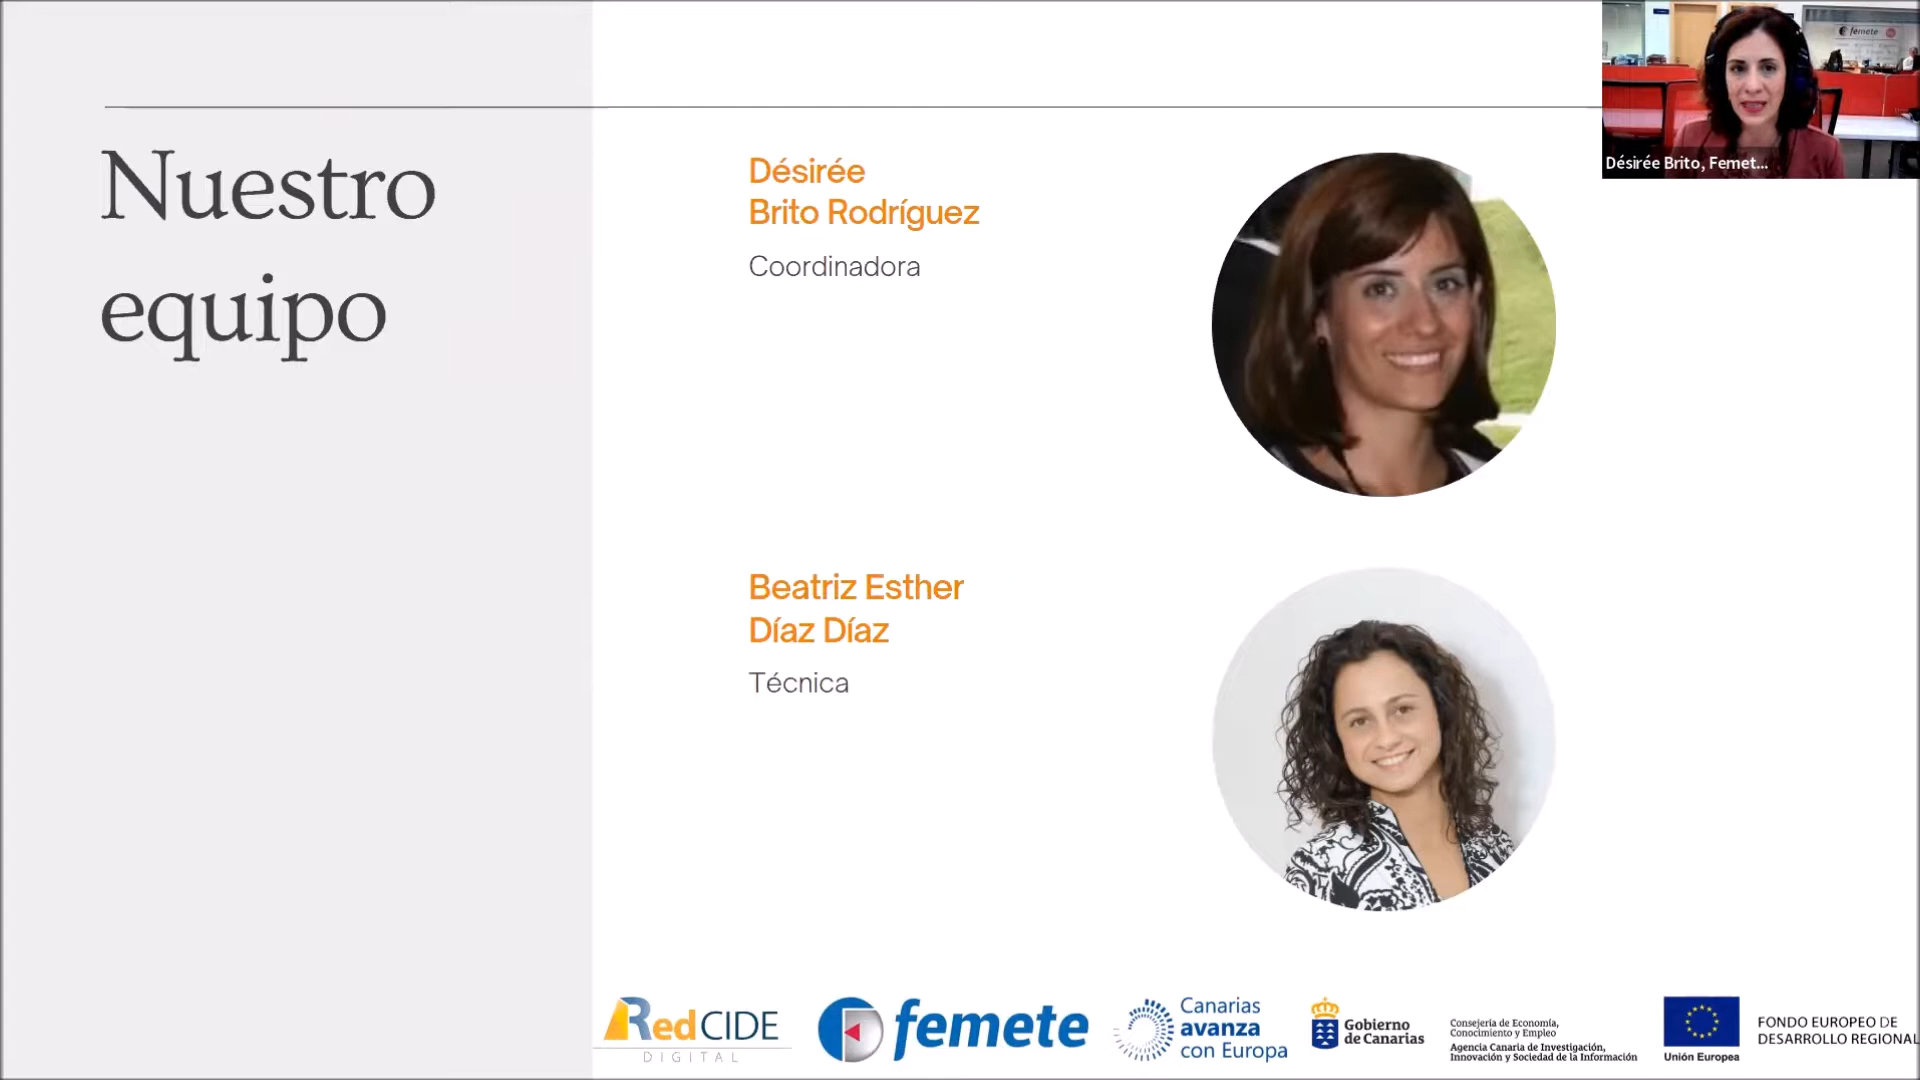 Nuestro
equipo
Désirée
Brito Rodríguez
Coordinadora
Beatriz Esther
Díaz Díaz
Técnica
femete
Désirée Brito, Femet...
RedCIDE
DIGITAL
femete
Canarias
avanza
con Europa
Gobierno
de Canarias
Consejería de Economía,
Conocimiento y Empleo
Agencia Canaria de Investigación,
Innovación y Sociedad de la Información
Unión Europea
FONDO EUROPEO DE
DESARROLLO REGIONAL